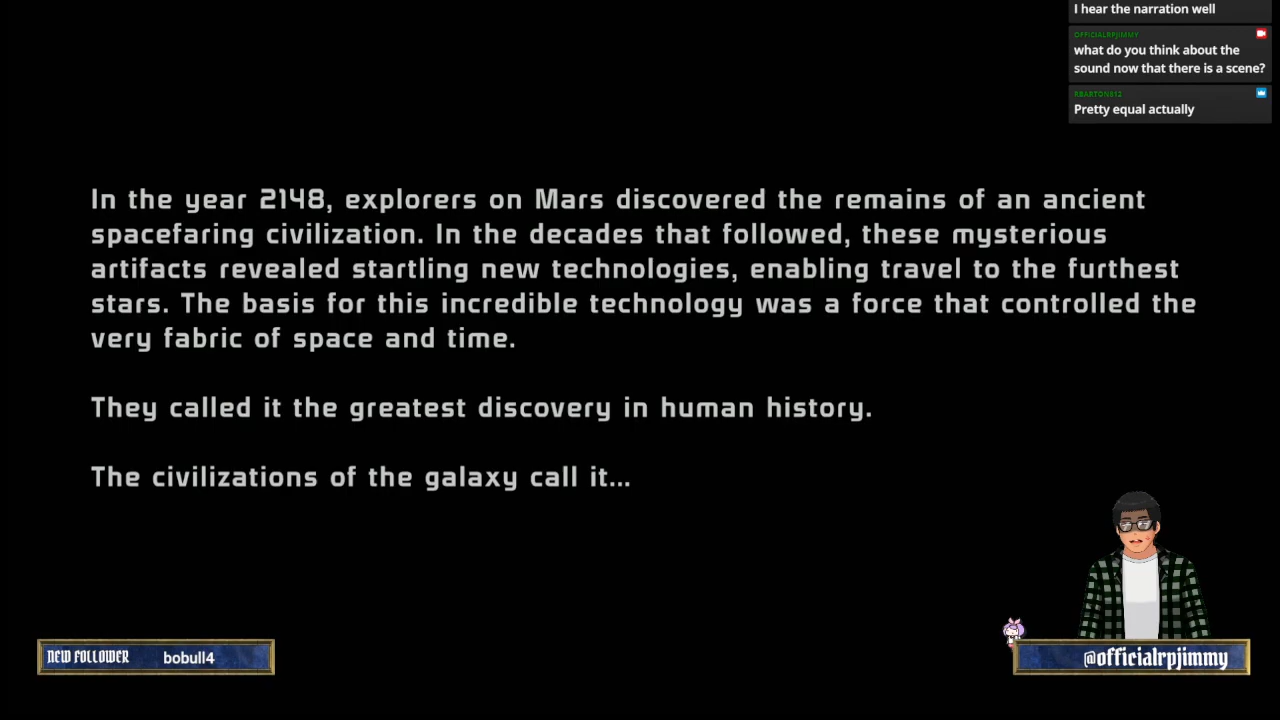 I hear the narration well
OFFICIALRPJIMMY
what do you think about the
sound now that there is a scene?
RBARTON812
Pretty equal actually
In the year 2148, explorers on Mars discovered the remains of an ancient
spacefaring civilization. In the decades that followed, these mysterious
artifacts revealed startling new technologies, enabling travel to the furthest
stars. The basis for this incredible technology was a force that controlled the
very fabric of space and time.
They called it the greatest discovery in human history.
The civilizations of the galaxy call it...
NEW FOLLOWER bobull4
@officialrpjimmy